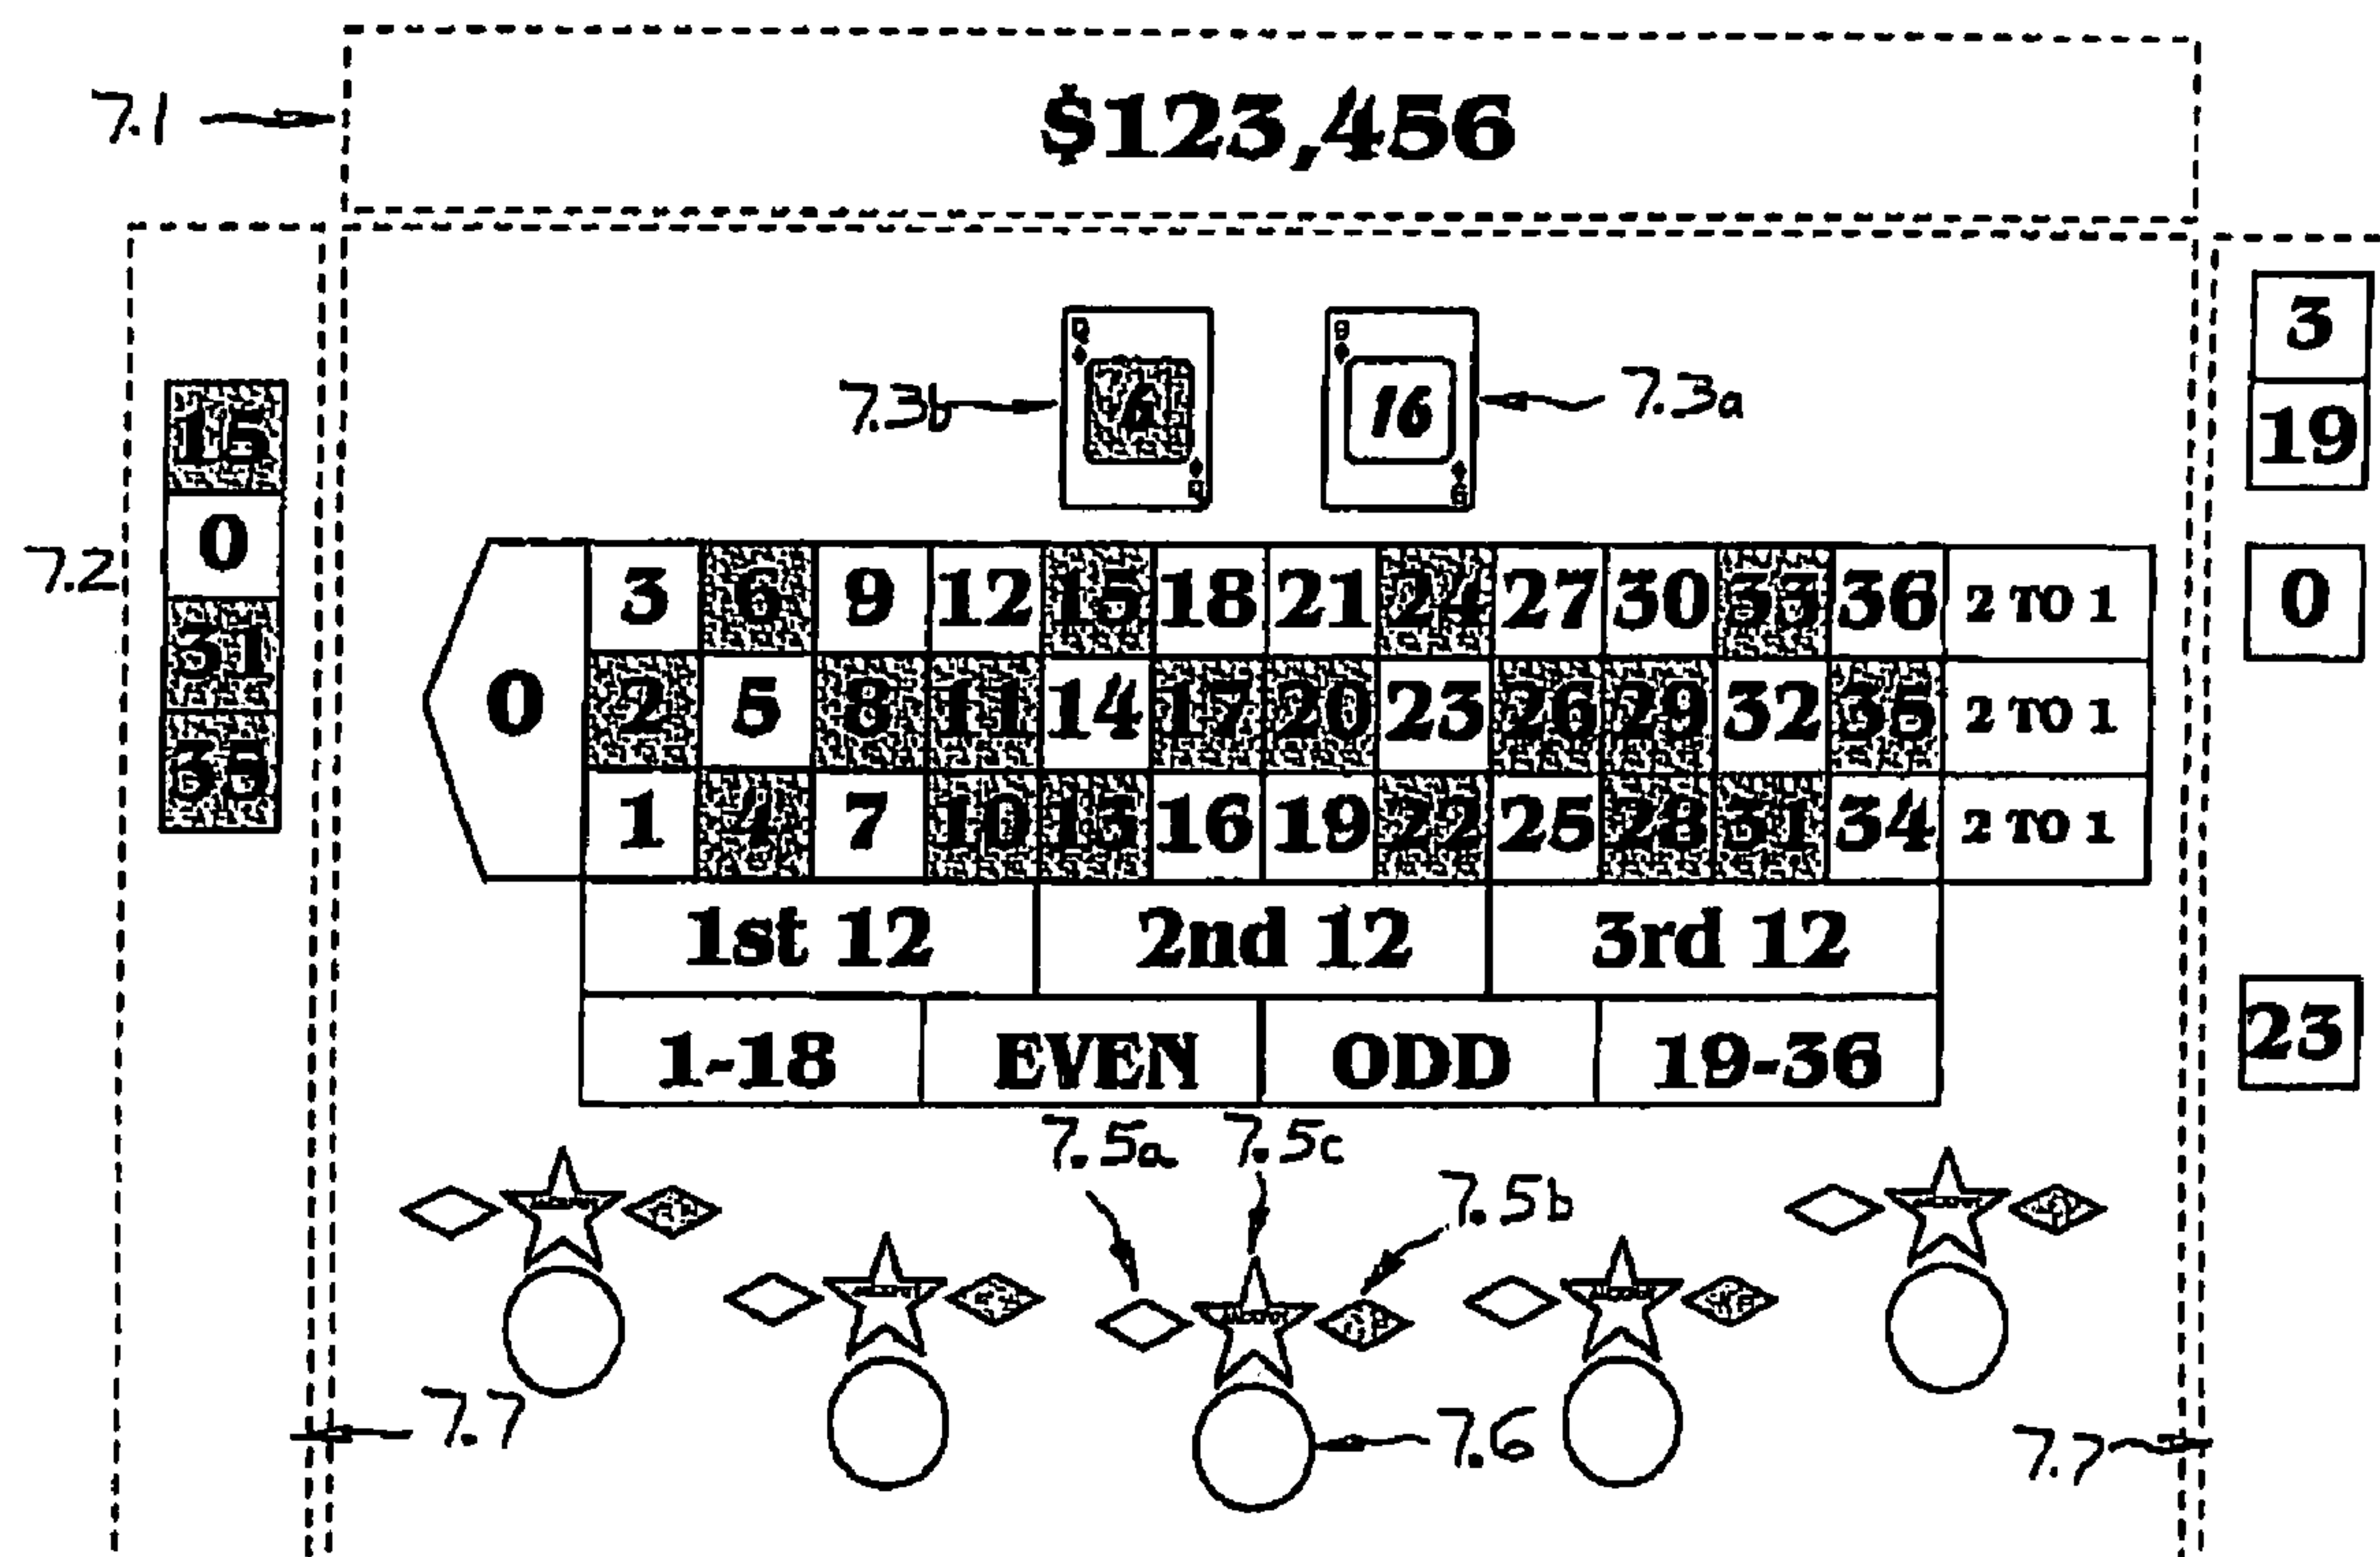 7.1
$123,456
7.3b
6
16
7.3a
7.2
15
0
31
35
3
19
0
23
0
3 6 9 12 15 18 21 24 27 30 33 36 2 TO 1
2 5 8 11 14 17 20 23 26 29 32 35 2 TO 1
1 4 7 10 13 16 19 22 25 28 31 34 2 TO 1
1st 12 2nd 12 3rd 12
1-18 EVEN ODD 19-36
7.5a 7.5c
7.5b
7.7
7.6
7.7